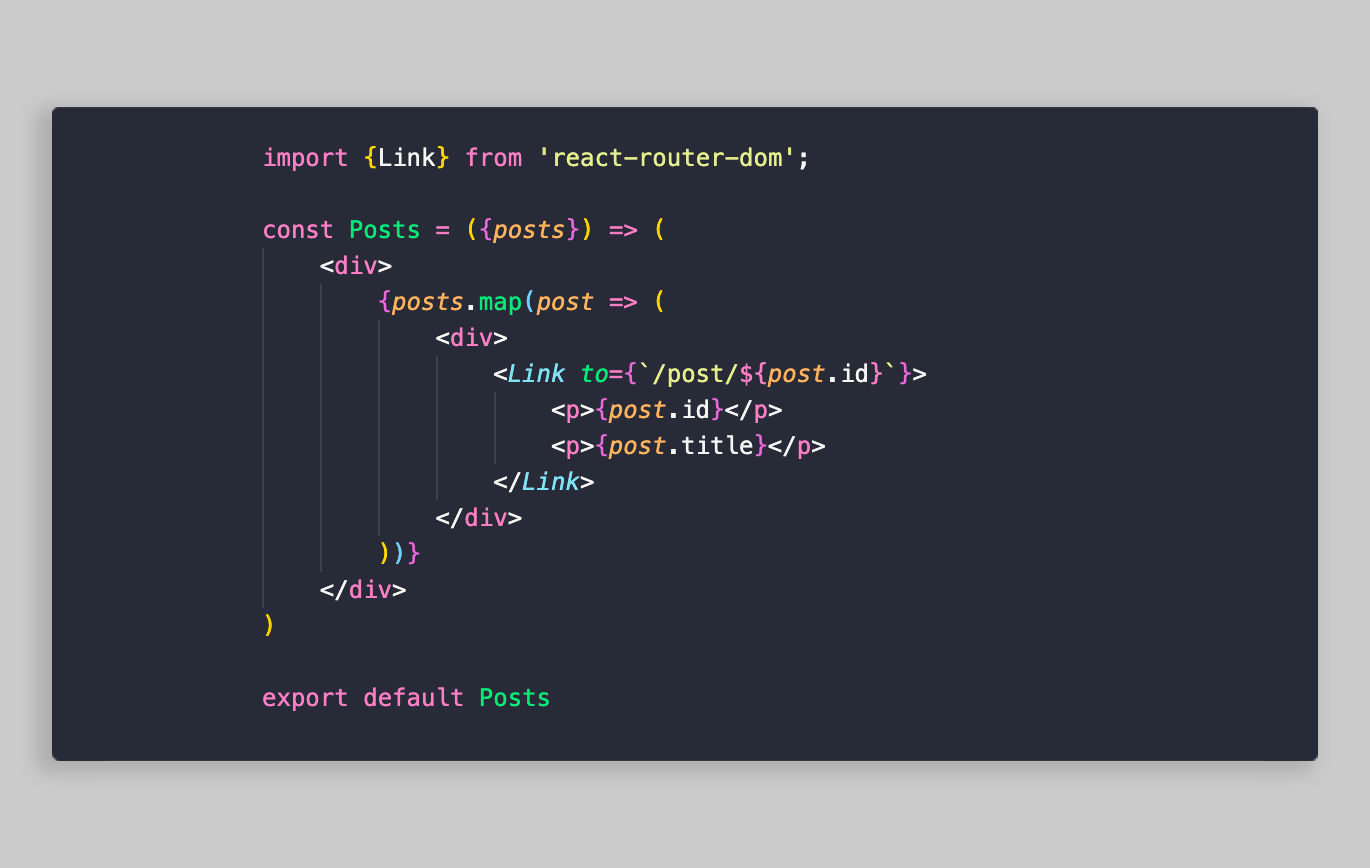 import {Link} from 'react-router-dom';

const Posts = ({posts}) => (
    <div>
        {posts.map(post => (
            <div>
                <Link to={`/post/${post.id}`}>
                    <p>{post.id}</p>
                    <p>{post.title}</p>
                </Link>
            </div>
        ))}
    </div>
)

export default Posts